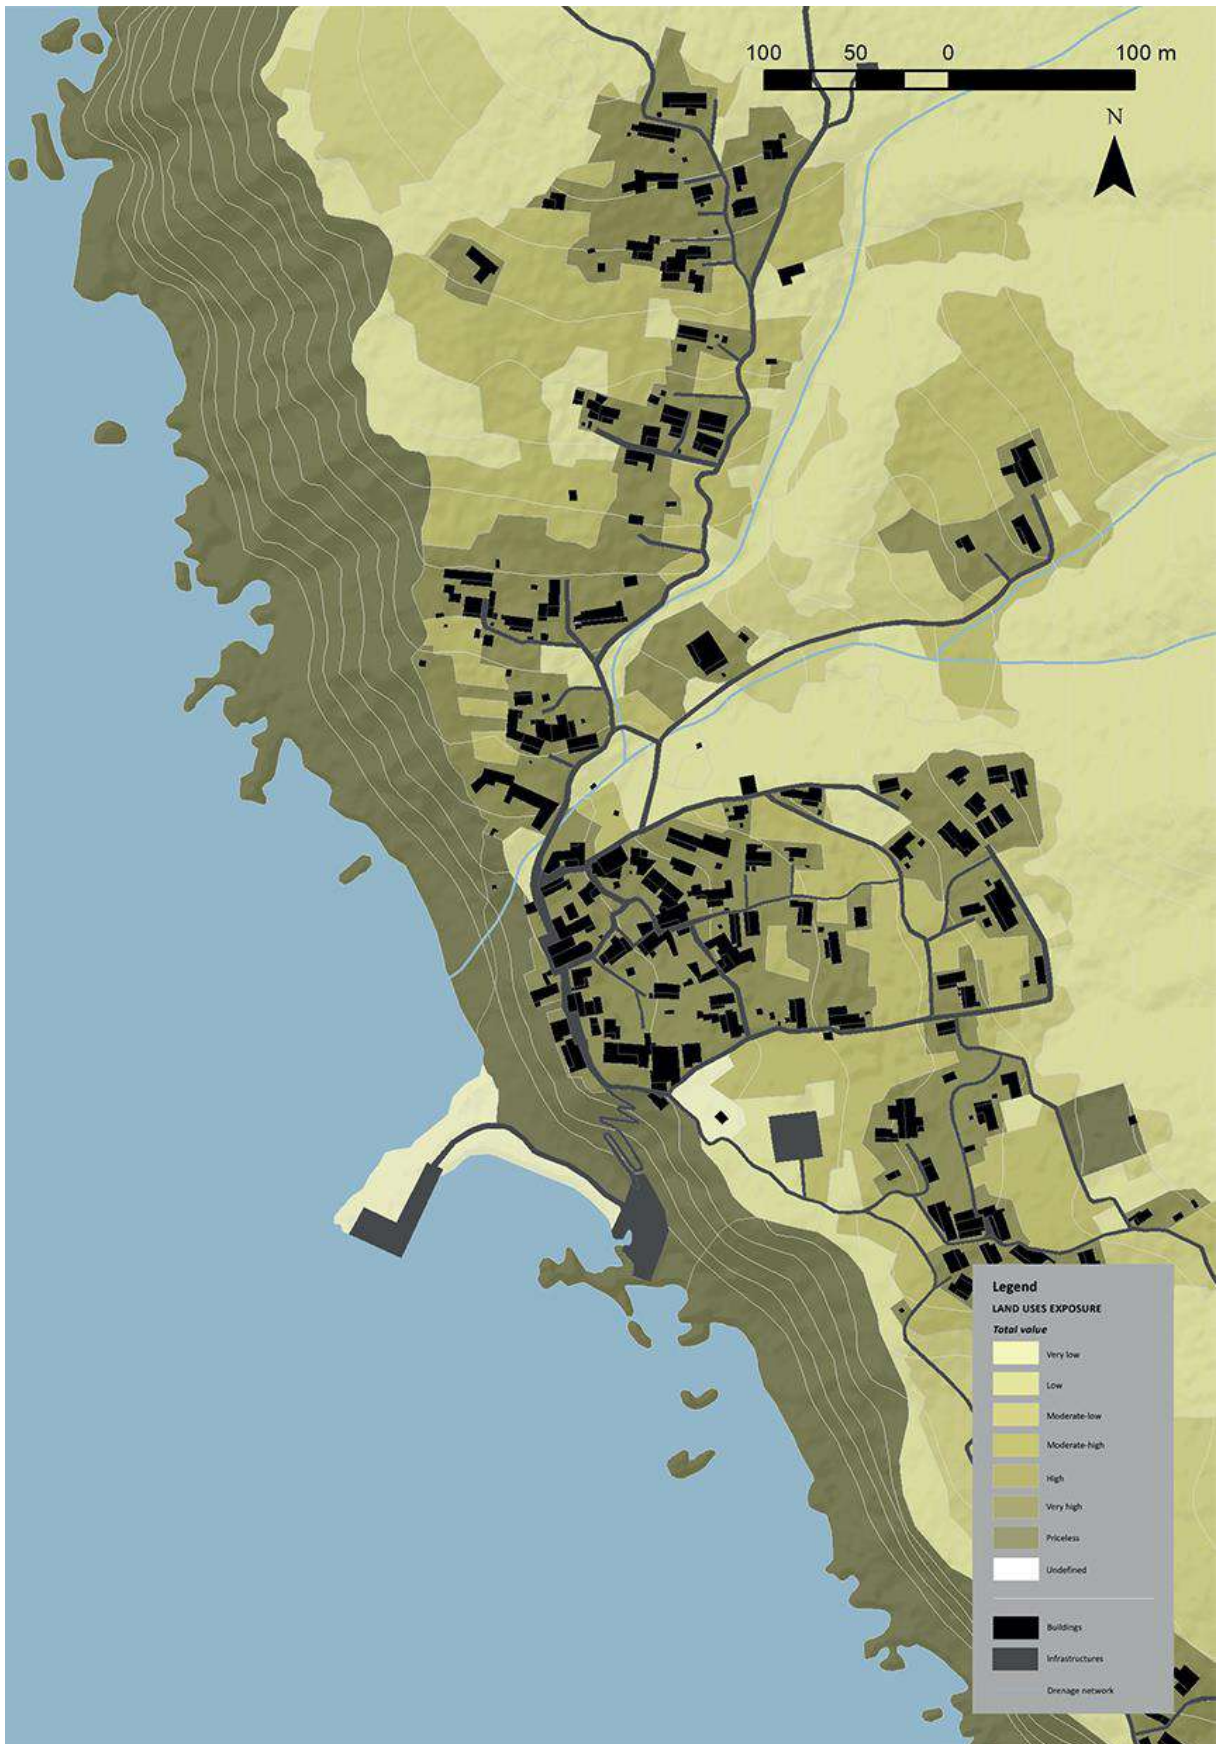 100 50 0 100 m
N
Legend
LAND USES EXPOSURE
Total value
Very low
Low
Moderate-low
Moderate-high
High
Very high
Priceless
Undefined
Buildings
Infrastructures
Drenage network